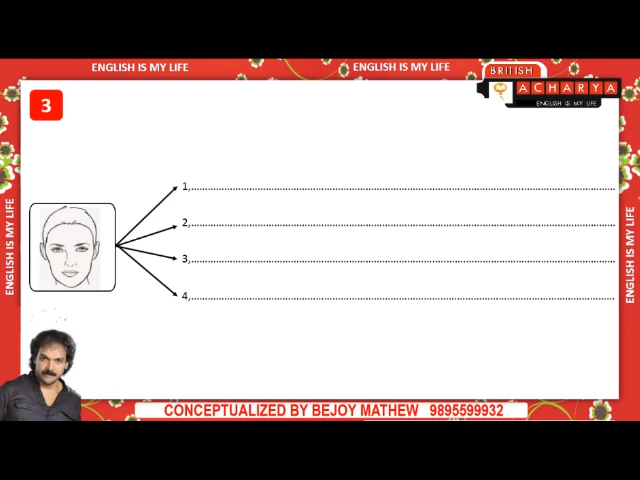 ENGLISH IS MY LIFE
ENGLISH IS MY LIFE
BRITISH
ACHARYA
ENGLISH IS MY LIFE
3
1,
2,
3,
4,
ENGLISH IS MY LIFE
ENGLISH IS MY LIFE
CONCEPTUALIZED BY BEJOY MATHEW 9895599932